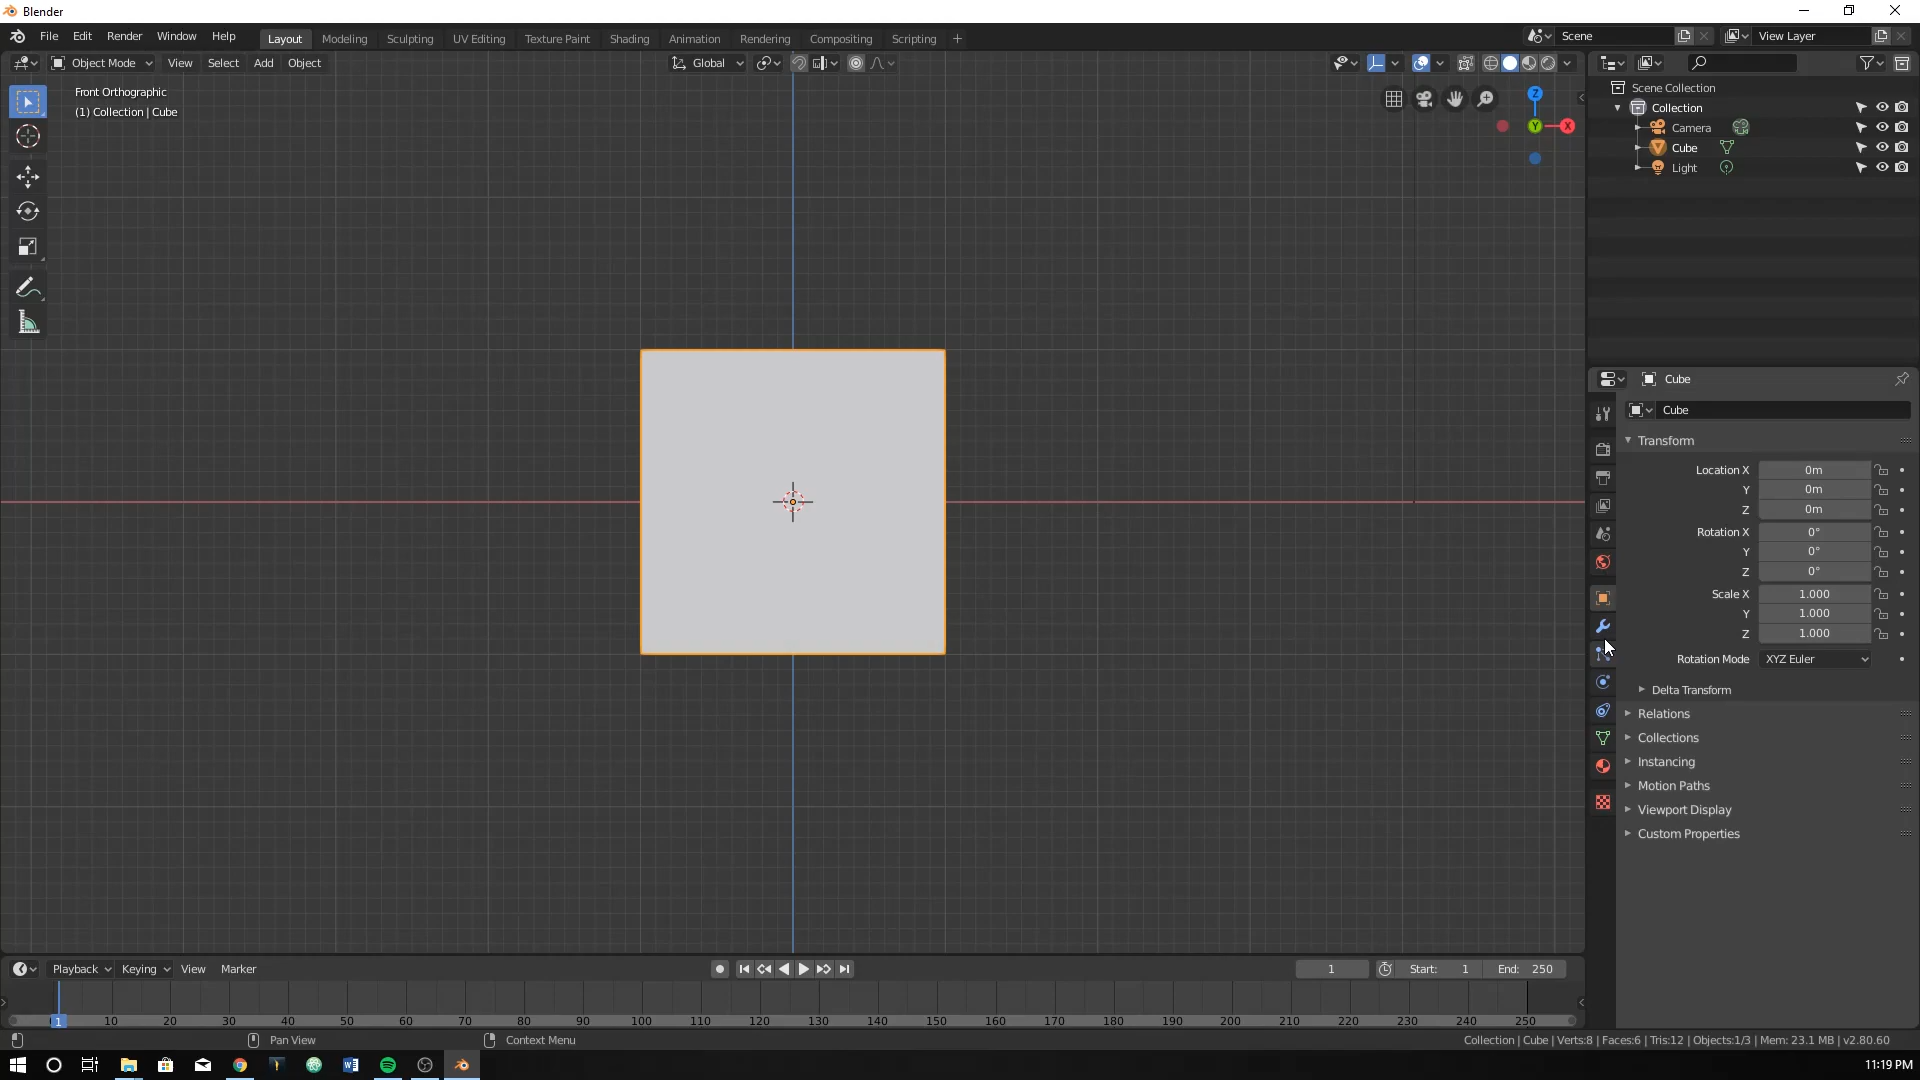 Blender
File Edit Render Window Help Layout Modeling Sculpting UV Editing Texture Paint Shading Animation Rendering Compositing Scripting + Scene View Layer
Object Mode View Select Add Object Global
Front Orthographic
(1) Collection | Cube
Z
Y
X
Scene Collection
Collection
Camera
Cube
Light
Cube
Cube
Transform
Location X 0m
Y 0m
Z 0m
Rotation X 0°
Y 0°
Z 0°
Scale X 1.000
Y 1.000
Z 1.000
Rotation Mode XYZ Euler
Delta Transform
Relations
Collections
Instancing
Motion Paths
Viewport Display
Custom Properties
Playback Keying View Marker 1 Start: 1 End: 250
1 10 20 30 40 50 60 70 80 90 100 110 120 130 140 150 160 170 180 190 200 210 220 230 240 250
Pan View Context Menu Collection | Cube | Verts:8 | Faces:6 | Tris:12 | Objects:1/3 | Mem: 23.1 MB | v2.80.60
11:19 PM